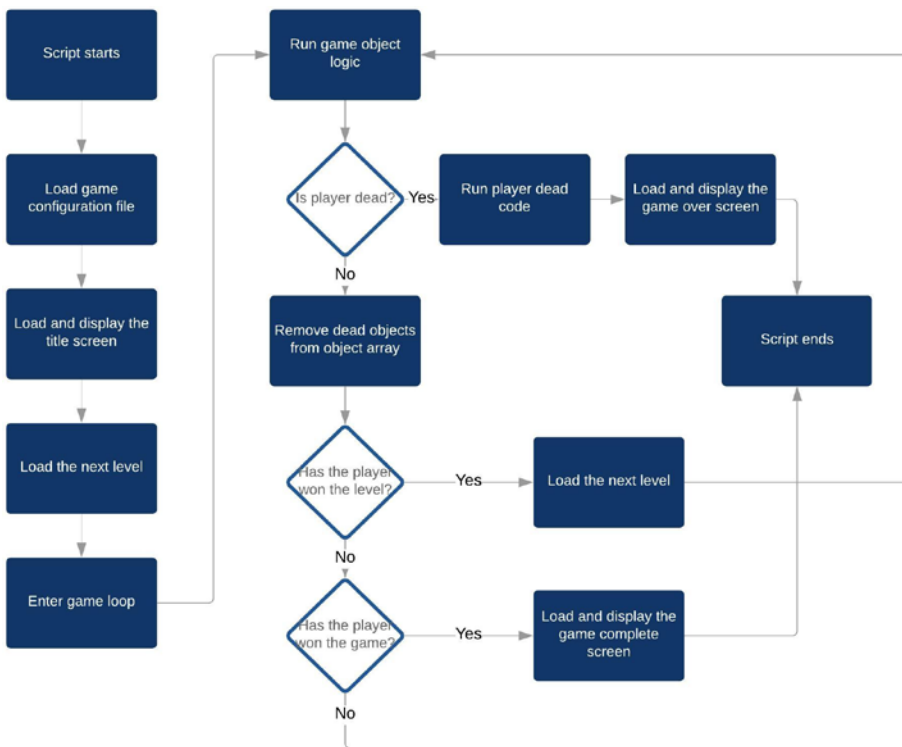 Script starts
Load game
configuration file
Load and display the
title screen
Load the next level
Enter game loop
Run game object
logic
Is player dead?
Yes
Run player dead
code
Load and display the
game over screen
No
Remove dead objects
from object array
Script ends
Has the player
won the level?
Yes
Load the next level
No
Has the player
won the game?
Yes
Load and display the
game complete
screen
No